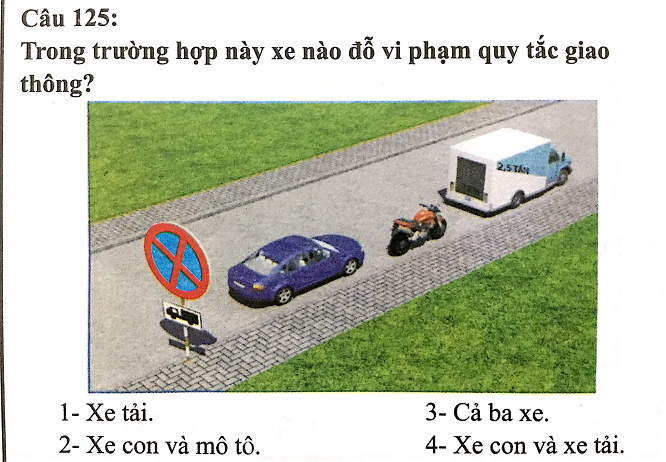 Câu 125:
Trong trường hợp này xe nào đỗ vi phạm quy tắc giao
thông?
2,5 TẤN
1- Xe tải.
3- Cả ba xe.
2- Xe con và mô tô.
4- Xe con và xe tải.